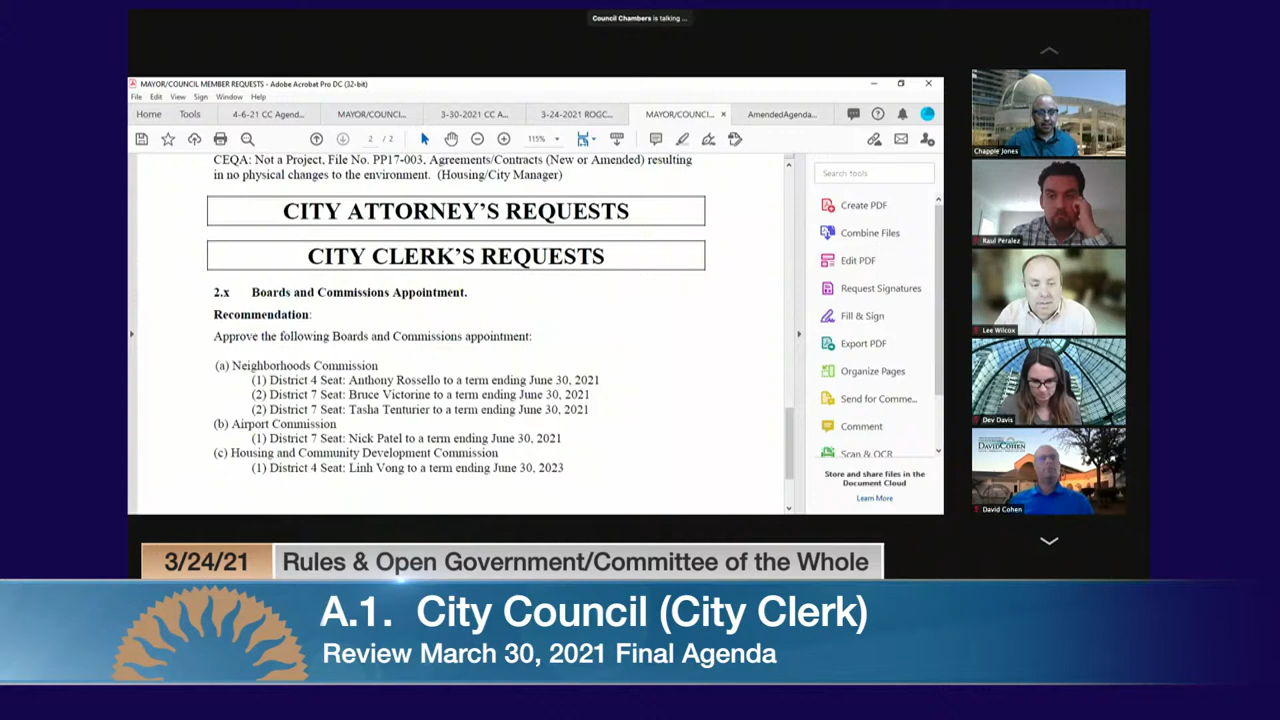 Council Chambers is talking ...
MAYOR/COUNCIL MEMBER REQUESTS - Adobe Acrobat Pro DC (32-bit)
File Edit View Sign Window Help
Home Tools 4-6-21 CC Agend... MAYOR/COUNCI... 3-30-2021 CC A... 3-24-2021 ROGC... MAYOR/COUNCI... × AmendedAgenda...
2 / 2 115%
CEQA: Not a Project, File No. PP17-003, Agreements/Contracts (New or Amended) resulting
in no physical changes to the environment. (Housing/City Manager)
CITY ATTORNEY'S REQUESTS
CITY CLERK'S REQUESTS
2.x Boards and Commissions Appointment.
Recommendation:
Approve the following Boards and Commissions appointment:
(a) Neighborhoods Commission
(1) District 4 Seat: Anthony Rossello to a term ending June 30, 2021
(2) District 7 Seat: Bruce Victorine to a term ending June 30, 2021
(2) District 7 Seat: Tasha Tenturier to a term ending June 30, 2021
(b) Airport Commission
(1) District 7 Seat: Nick Patel to a term ending June 30, 2021
(c) Housing and Community Development Commission
(1) District 4 Seat: Linh Vong to a term ending June 30, 2023
Search tools
Create PDF
Combine Files
Edit PDF
Request Signatures
Fill & Sign
Export PDF
Organize Pages
Send for Comme...
Comment
Scan & OCR
Store and share files in the
Document Cloud
Learn More
Chappie Jones
Raul Peralez
Lee Wilcox
Dev Davis
DAVID COHEN
David Cohen
3/24/21 Rules & Open Government/Committee of the Whole
A.1. City Council (City Clerk)
Review March 30, 2021 Final Agenda